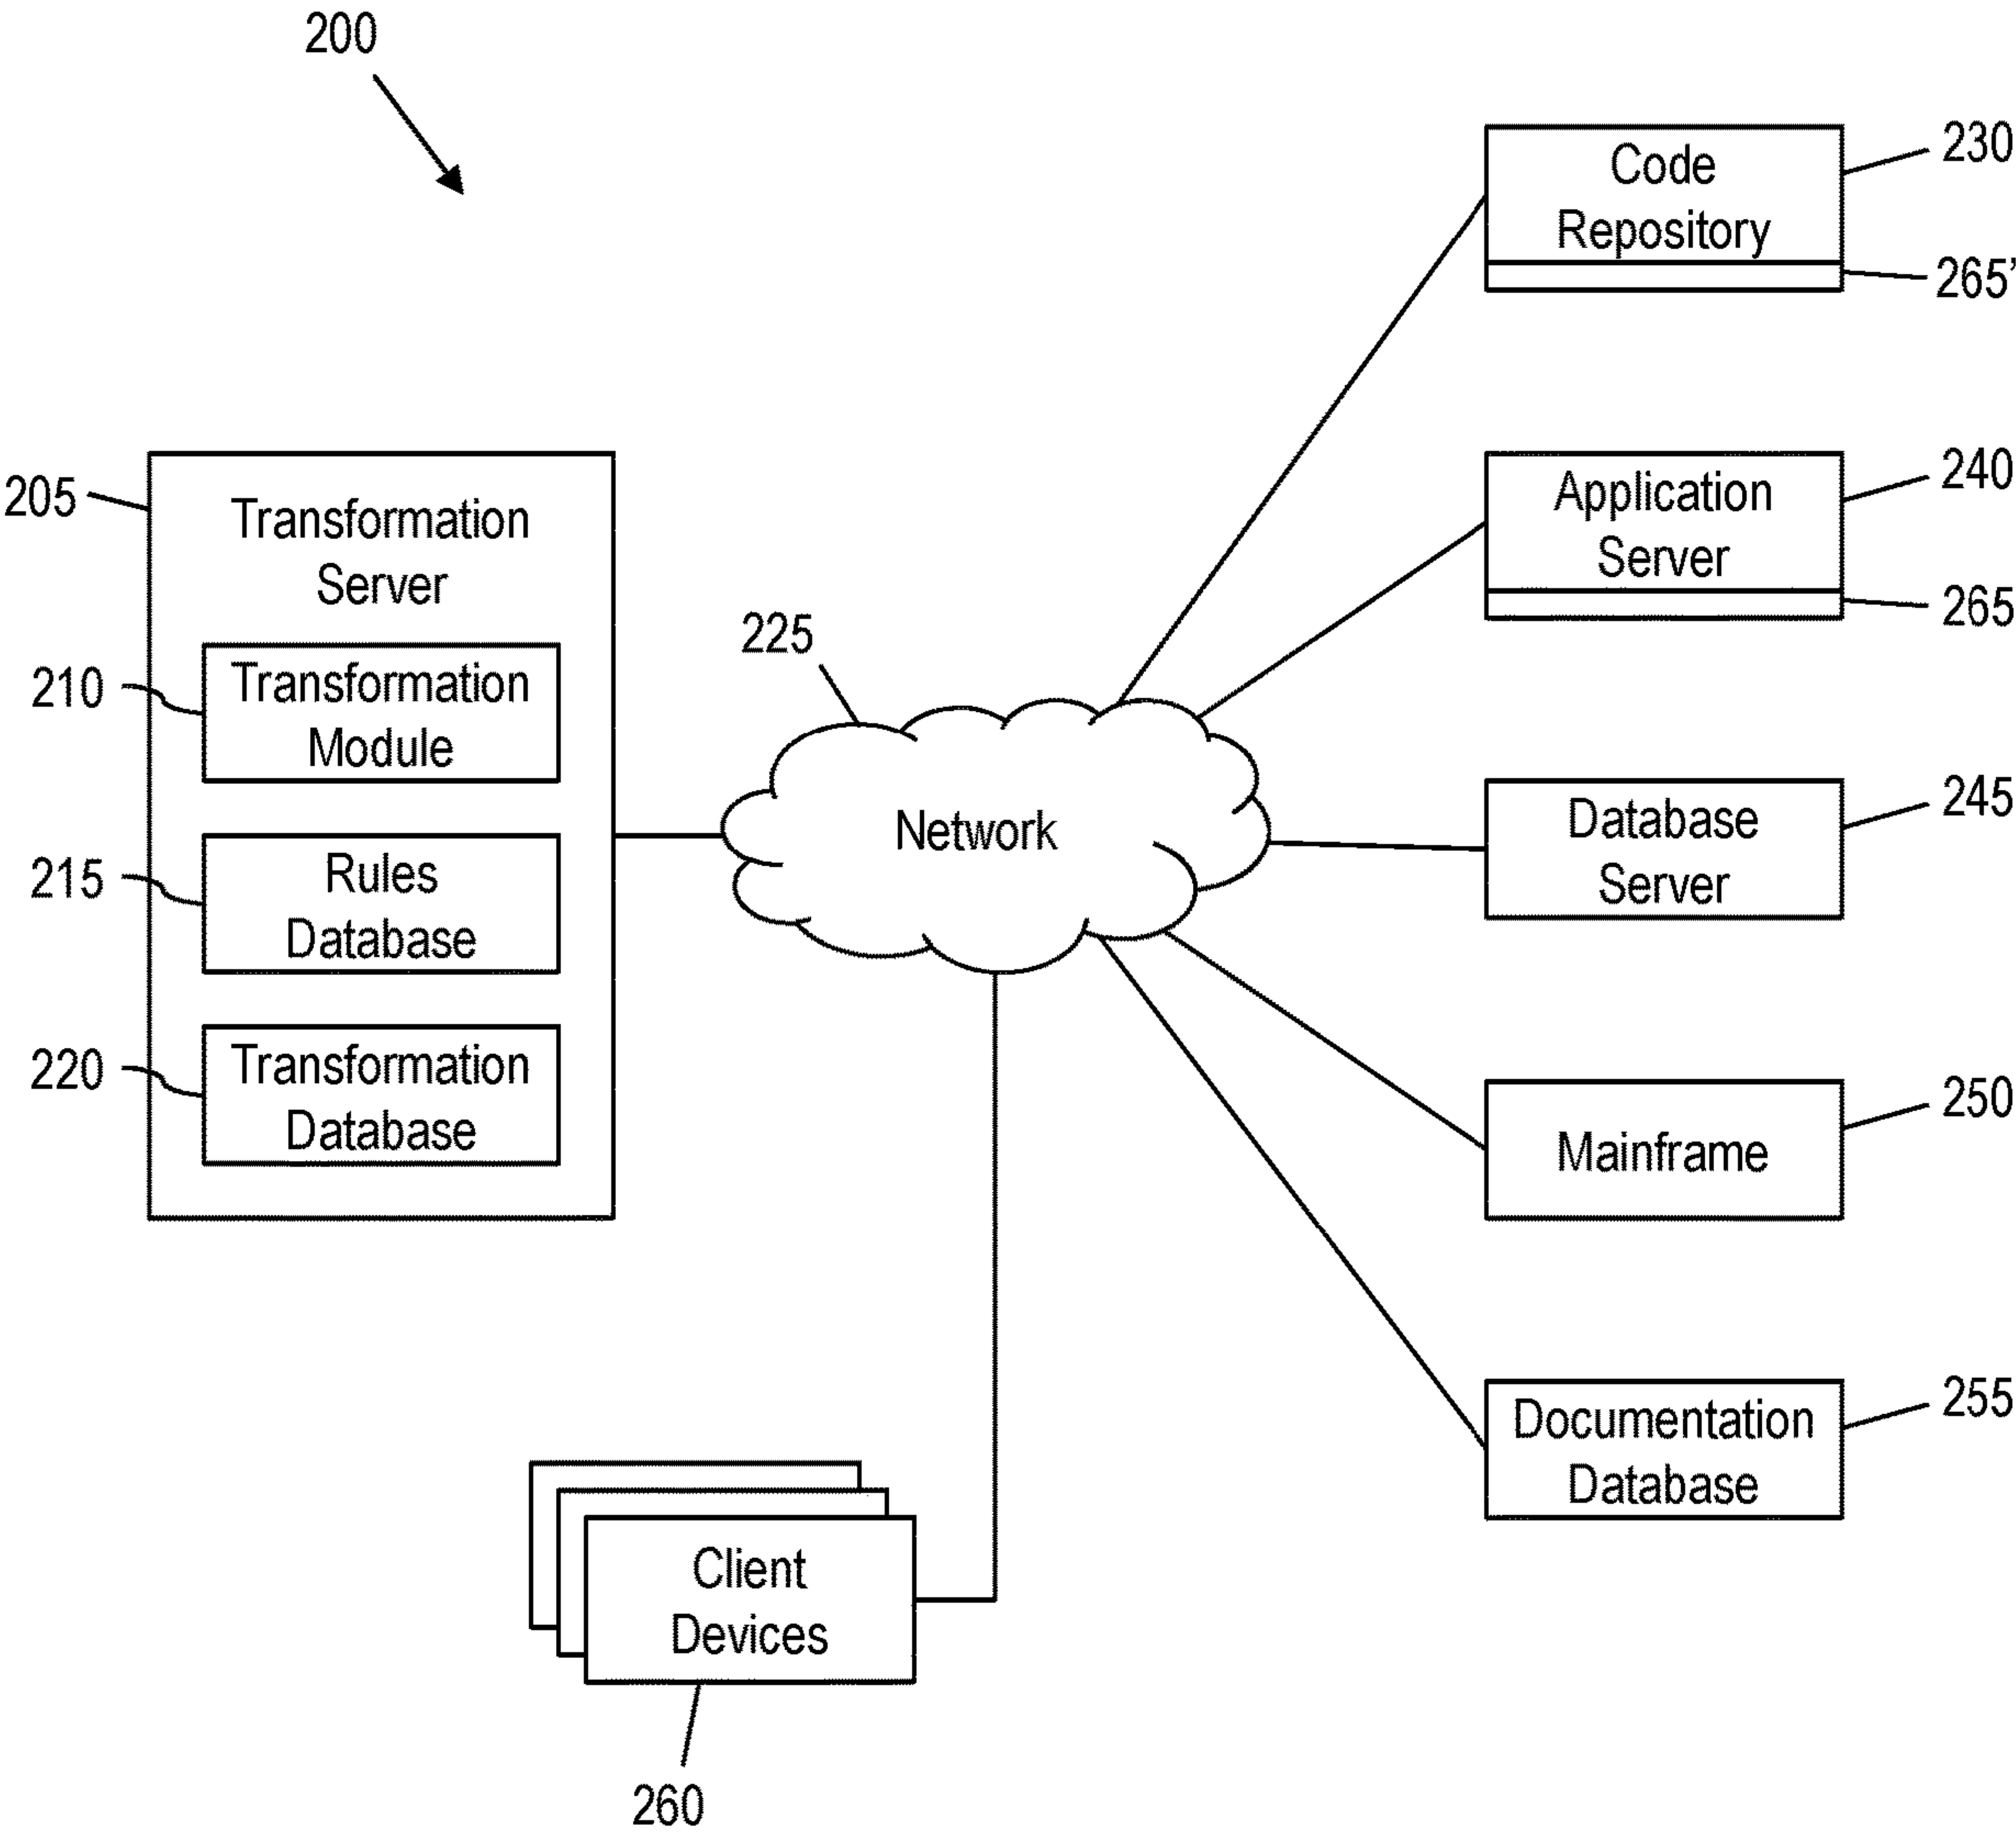 200
230
Code
Repository
265’
205
Transformation
Server
240
Application
Server
265
210
Transformation
Module
225
Network
245
Database
Server
215
Rules
Database
220
Transformation
Database
250
Mainframe
255
Documentation
Database
Client
Devices
260